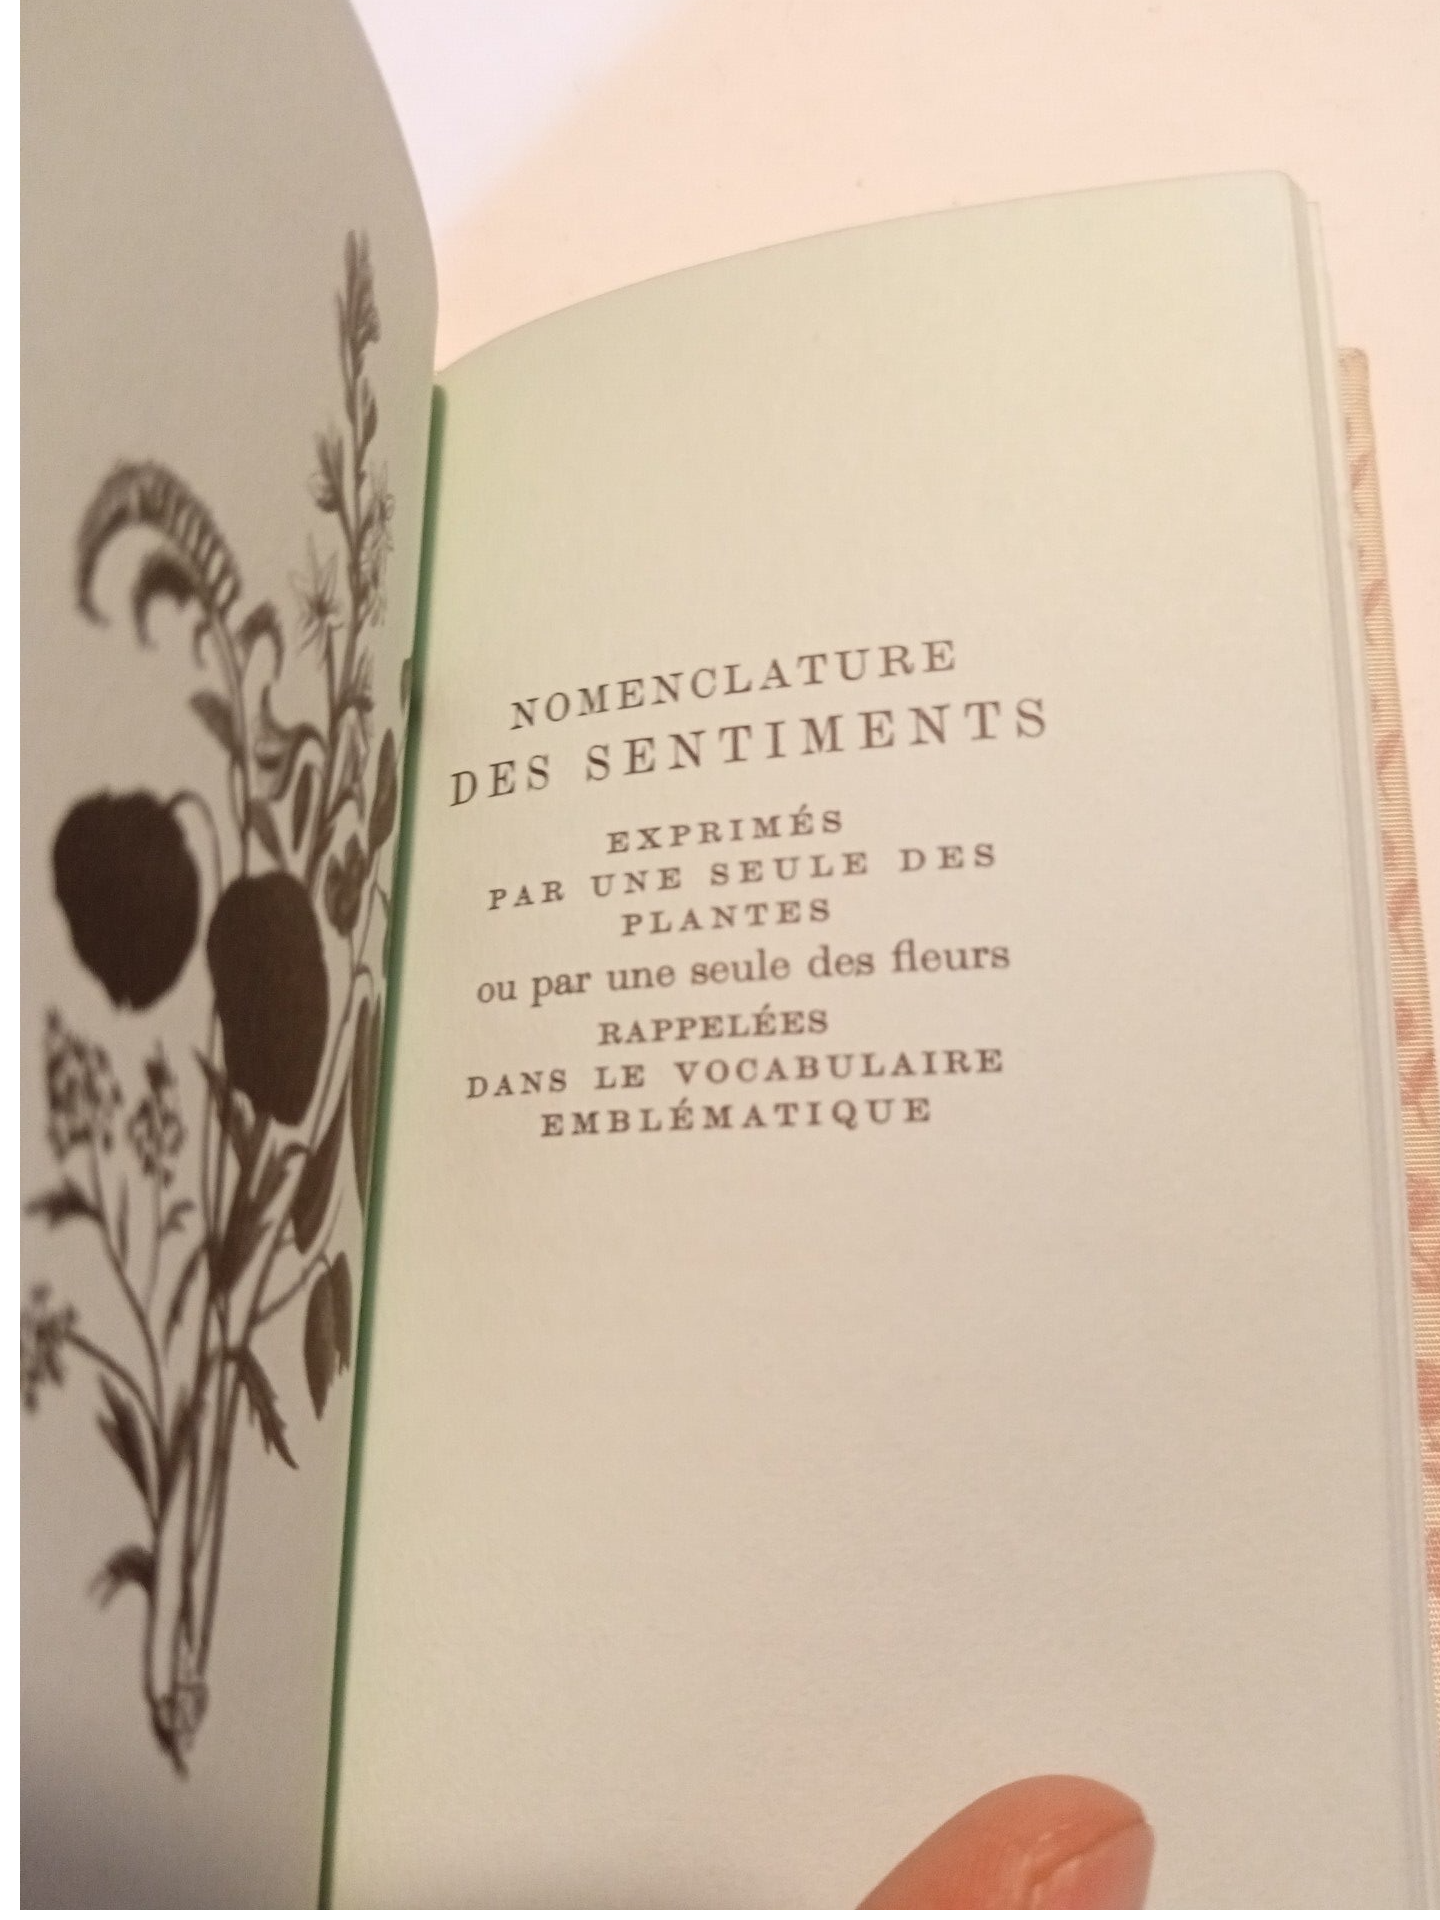 NOMENCLATURE
DES SENTIMENTS
EXPRIMÉS
PAR UNE SEULE DES
PLANTES
ou par une seule des fleurs
RAPPELÉES
DANS LE VOCABULAIRE
EMBLÉMATIQUE